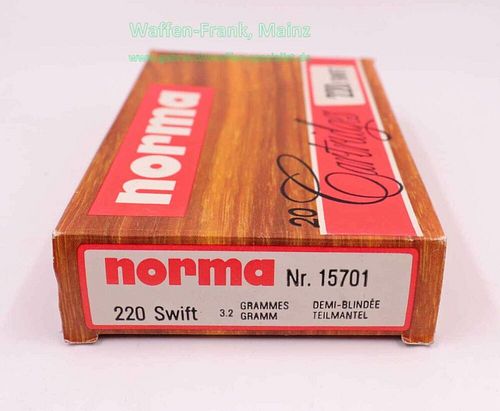 Waffen-Frank, Mainz
norma
220 SWIFT
20 Cartridges
norma Nr. 15701
220 Swift 3.2 GRAMMES DEMI-BLINDÉE
GRAMM TEILMANTEL